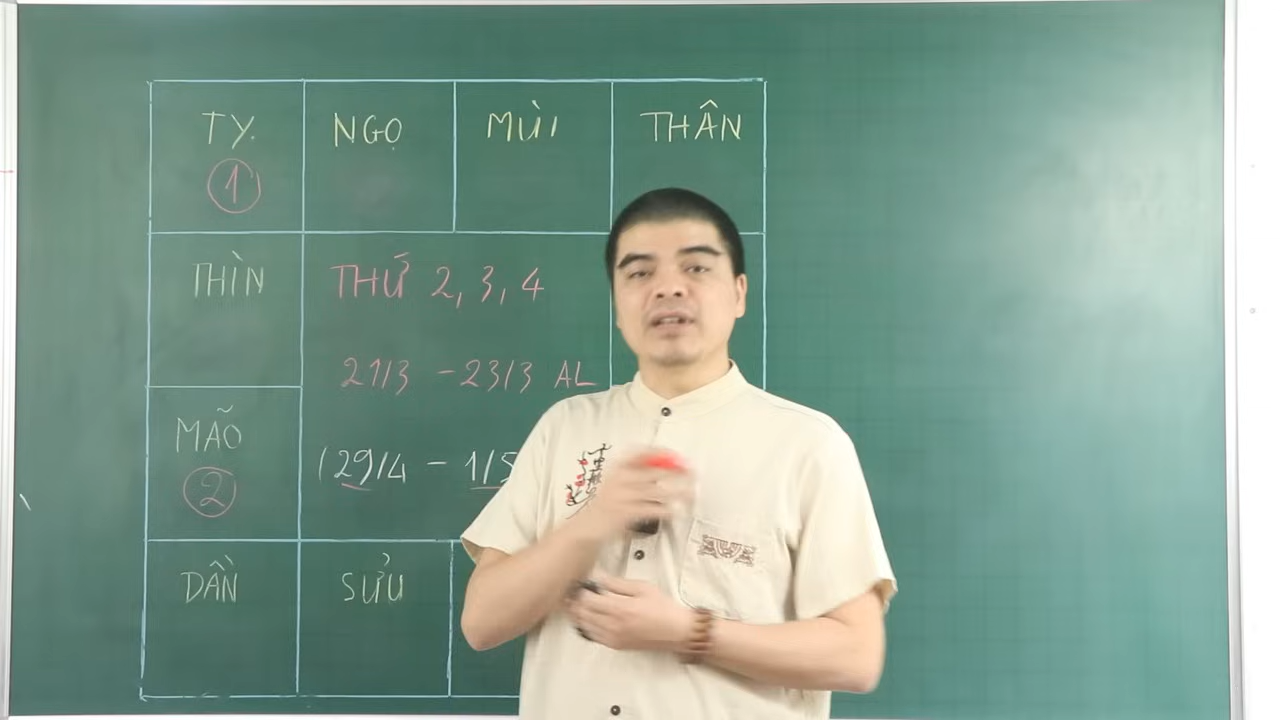 TY.
NGỌ
MÙI
THÂN
1
THÌN
THỨ 2, 3, 4
21/3 - 23/3 AL
MÃO
2
(29/4 - 1/5
DẦN
SỬU